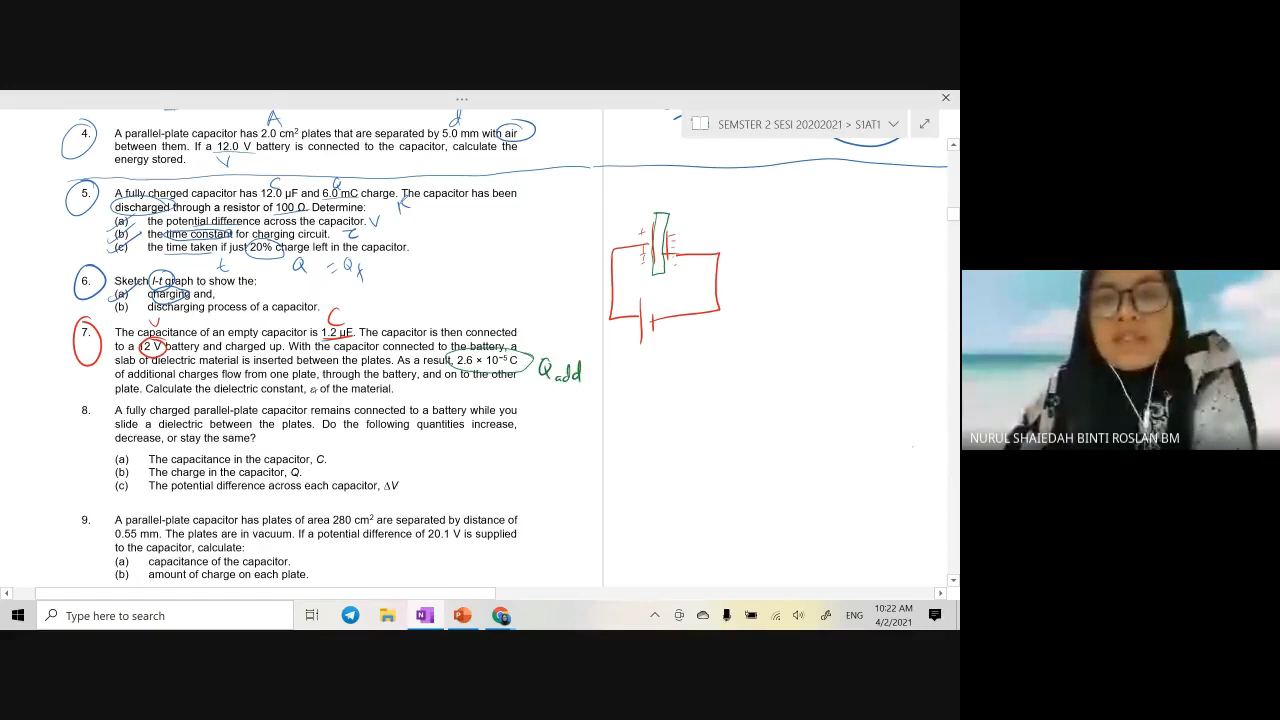 A d
SEMSTER 2 SESI 20202021 > S1AT1
4. A parallel-plate capacitor has 2.0 cm² plates that are separated by 5.0 mm with air
between them. If a 12.0 V battery is connected to the capacitor, calculate the
energy stored.
V
C Q
5. A fully charged capacitor has 12.0 μF and 6.0 mC charge. The capacitor has been
discharged through a resistor of 100 Ω. Determine:
R
(a) the potential difference across the capacitor. V
(b) the time constant for charging circuit. τ
(c) the time taken if just 20% charge left in the capacitor.
t Q =
6. Sketch I-t graph to show the:
(a) charging and,
(b) discharging process of a capacitor.
V C
7. The capacitance of an empty capacitor is 1.2 μF. The capacitor is then connected
to a 12 V battery and charged up. With the capacitor connected to the battery, a
slab of dielectric material is inserted between the plates. As a result, 2.6 × 10⁻⁵ C
of additional charges flow from one plate, through the battery, and on to the other
plate. Calculate the dielectric constant, εr of the material.
Q add
8. A fully charged parallel-plate capacitor remains connected to a battery while you
slide a dielectric between the plates. Do the following quantities increase,
decrease, or stay the same?
(a) The capacitance in the capacitor, C.
(b) The charge in the capacitor, Q.
(c) The potential difference across each capacitor, ΔV
9. A parallel-plate capacitor has plates of area 280 cm² are separated by distance of
0.55 mm. The plates are in vacuum. If a potential difference of 20.1 V is supplied
to the capacitor, calculate:
(a) capacitance of the capacitor.
(b) amount of charge on each plate.
NURUL SHAIEDAH BINTI ROSLAN BM
Type here to search
ENG
10:22 AM
4/2/2021